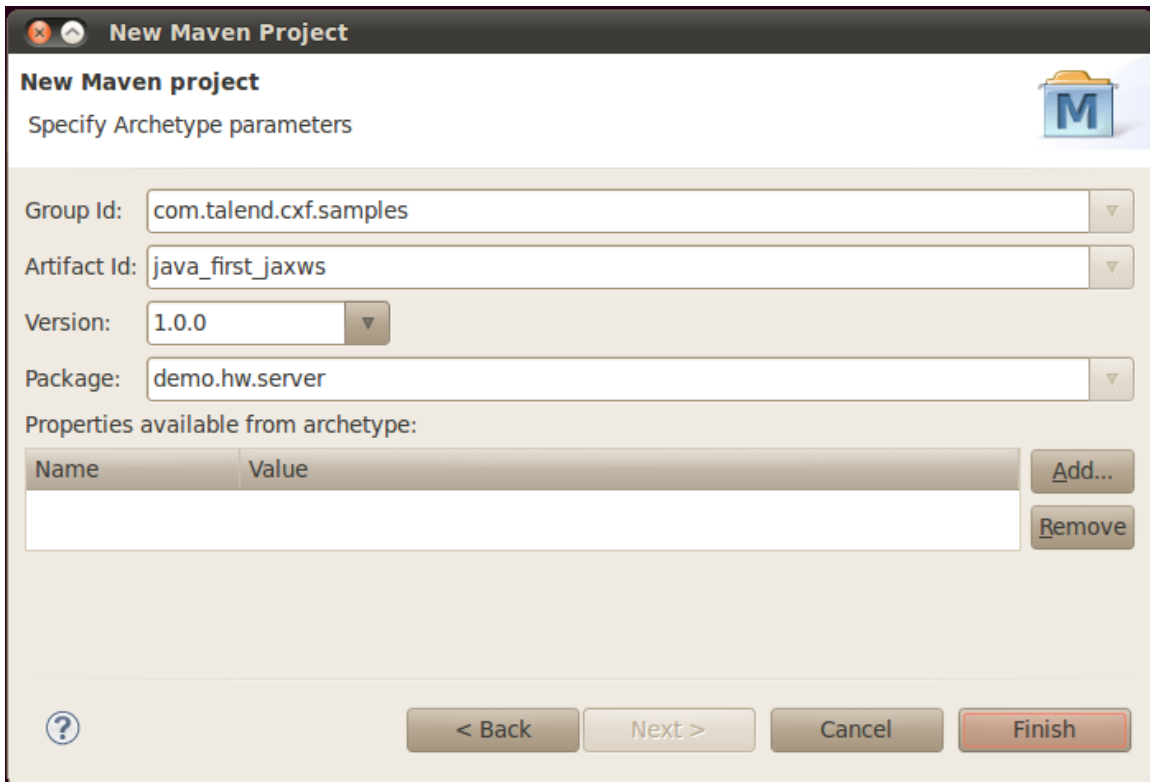 New Maven Project
New Maven project
Specify Archetype parameters
M
Group Id: com.talend.cxf.samples
Artifact Id: java_first_jaxws
Version: 1.0.0
Package: demo.hw.server
Properties available from archetype:
Name Value
Add...
Remove
? < Back Next > Cancel Finish